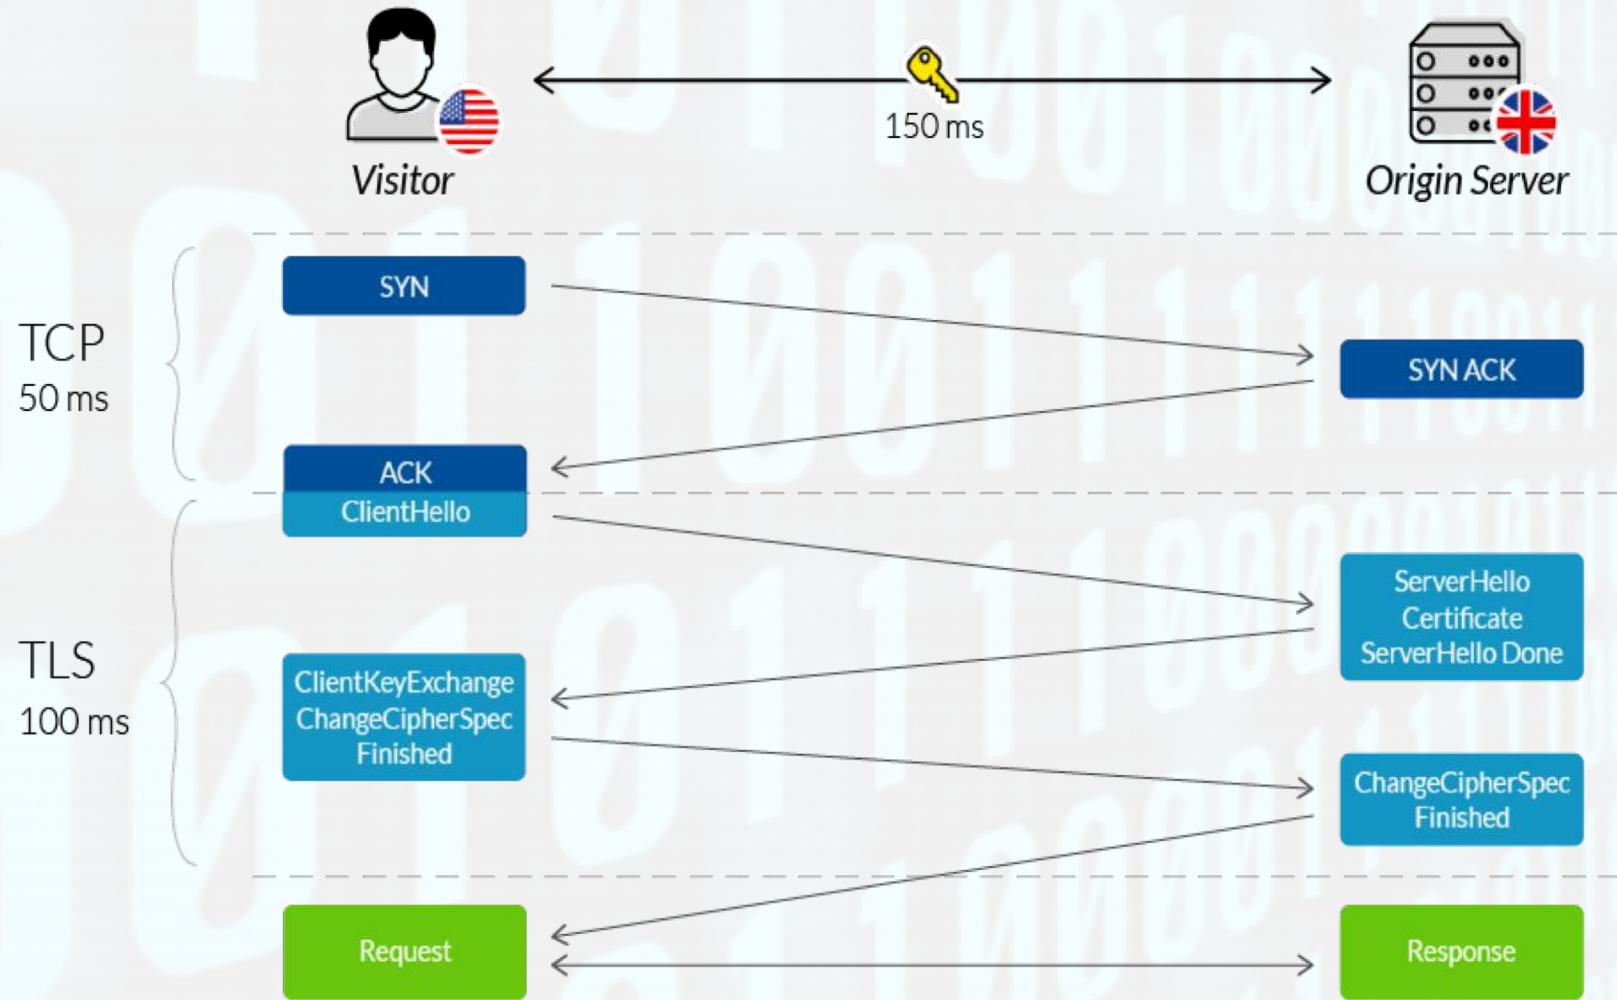 150 ms
Visitor
Origin Server
TCP
50 ms
SYN
SYN ACK
ACK
ClientHello
TLS
100 ms
ServerHello
Certificate
ServerHello Done
ClientKeyExchange
ChangeCipherSpec
Finished
ChangeCipherSpec
Finished
Request
Response